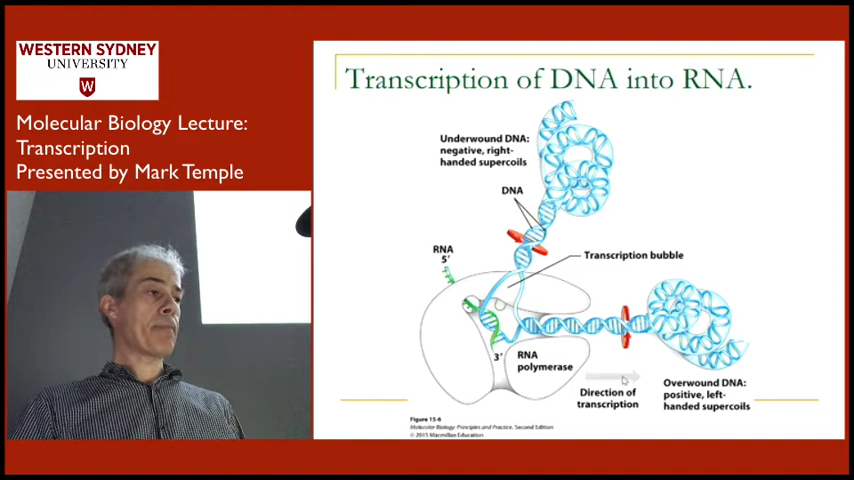 WESTERN SYDNEY
UNIVERSITY
W
Molecular Biology Lecture:
Transcription
Presented by Mark Temple
Transcription of DNA into RNA.
Underwound DNA:
negative, right-
handed supercoils
DNA
RNA
5′
Transcription bubble
3′
RNA
polymerase
Direction of
transcription
Overwound DNA:
positive, left-
handed supercoils
Figure 15-6
Molecular Biology: Principles and Practice, Second Edition
© 2015 Macmillan Education